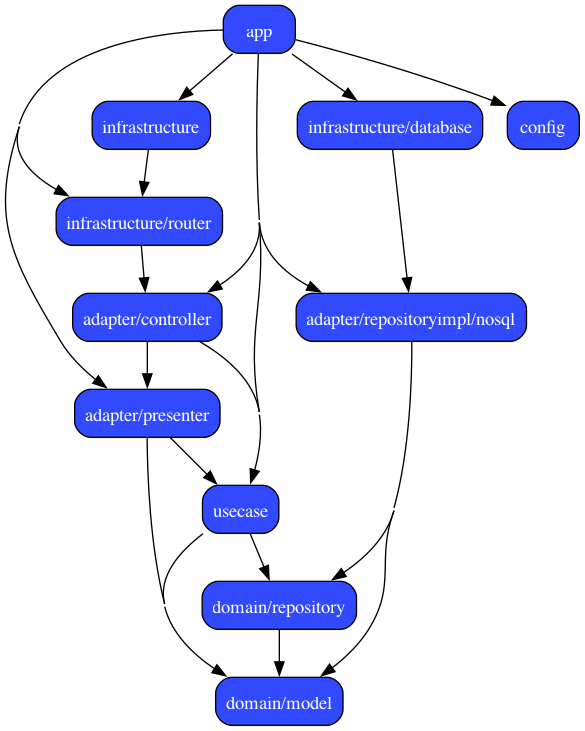 app
infrastructure
infrastructure/database
config
infrastructure/router
adapter/controller
adapter/repositoryimpl/nosql
adapter/presenter
usecase
domain/repository
domain/model